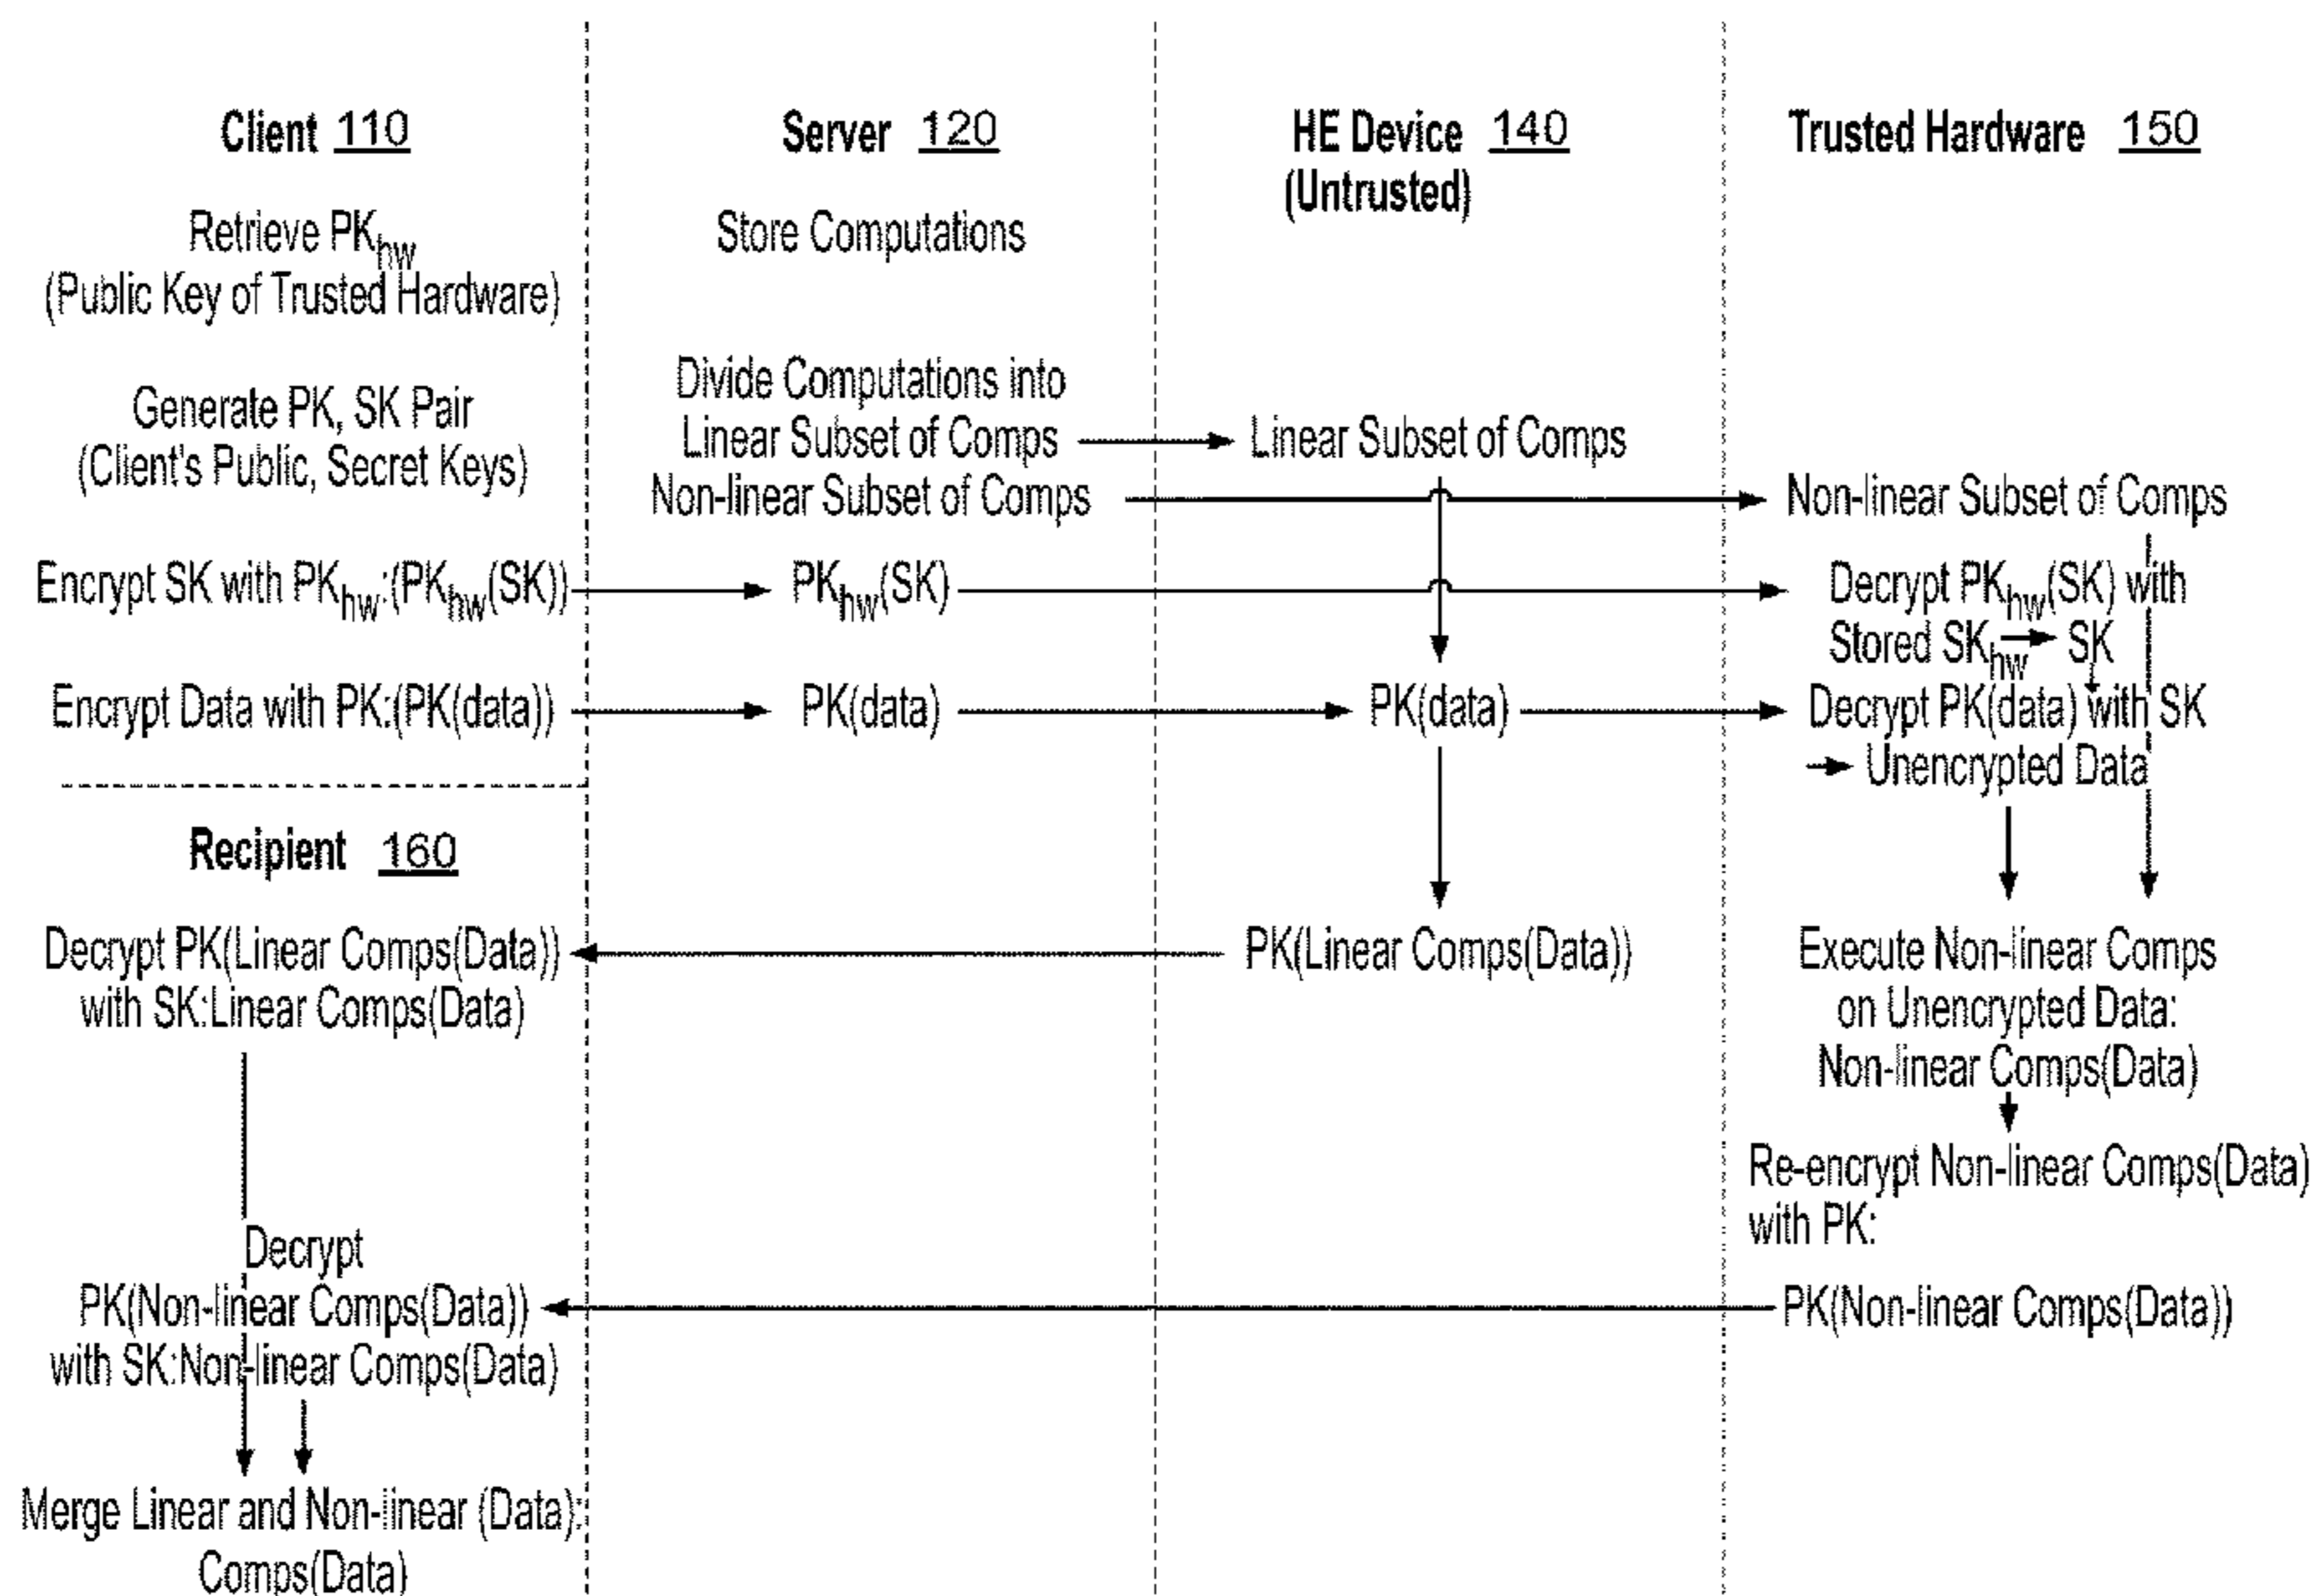 Client 110
Retrieve PKhw
(Public Key of Trusted Hardware)
Generate PK, SK Pair
(Client's Public, Secret Keys)
Encrypt SK with PKhw:(PKhw(SK))
Encrypt Data with PK:(PK(data))
Server 120
Store Computations
Divide Computations into
Linear Subset of Comps
Non-linear Subset of Comps
PKhw(SK)
PK(data)
HE Device 140
(Untrusted)
Linear Subset of Comps
PK(data)
PK(Linear Comps(Data))
Trusted Hardware 150
Non-linear Subset of Comps
Decrypt PKhw(SK) with
Stored SKhw SK
Decrypt PK(data) with SK
Unencrypted Data
Execute Non-linear Comps
on Unencrypted Data:
Non-linear Comps(Data)
Re-encrypt Non-linear Comps(Data)
with PK:
PK(Non-linear Comps(Data))
Recipient 160
Decrypt PK(Linear Comps(Data))
with SK:Linear Comps(Data)
Decrypt
PK(Non-linear Comps(Data))
with SK:Non-linear Comps(Data)
Merge Linear and Non-linear (Data):
Comps(Data)